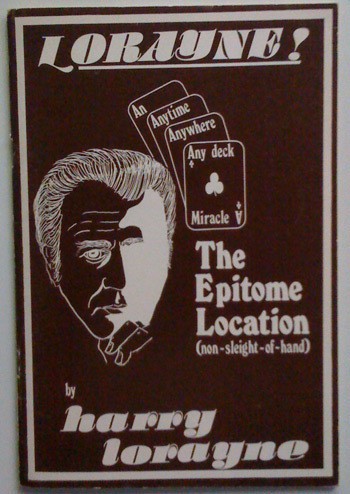 LORAYNE!
An
Anytime
Anywhere
Any deck
Miracle A
The
Epitome
Location
(non-sleight-of-hand)
by
harry
lorayne